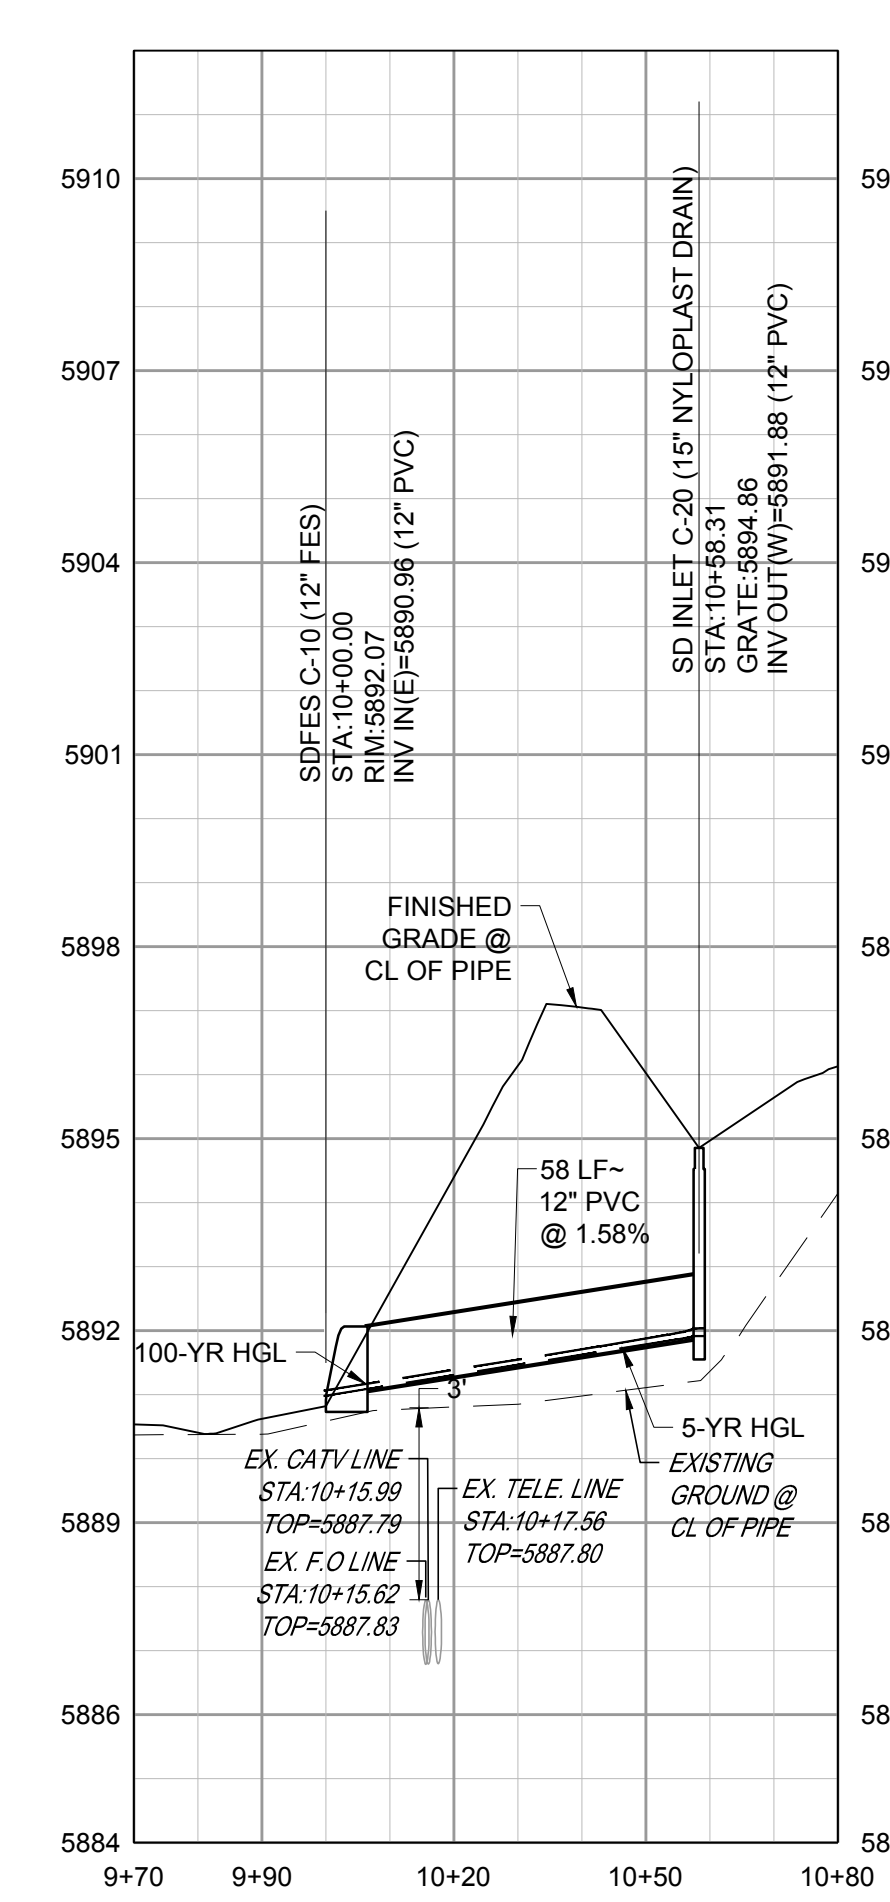 5910
5907
5904
5901
5898
5895
5892
5889
5886
5884
59
59
59
59
58
58
58
58
58
58
SDFES C-10 (12" FES)
STA:10+00.00
RIM:5892.07
INV IN(E)=5890.96 (12" PVC)
SD INLET C-20 (15" NYLOPLAST DRAIN)
STA:10+58.31
GRATE:5894.86
INV OUT(W)=5891.88 (12" PVC)
FINISHED
GRADE @
CL OF PIPE
58 LF~
12" PVC
@ 1.58%
100-YR HGL
3'
5-YR HGL
EXISTING
GROUND @
CL OF PIPE
EX. CATV LINE
STA:10+15.99
TOP=5887.79
EX. TELE. LINE
STA:10+17.56
TOP=5887.80
EX. F.O LINE
STA:10+15.62
TOP=5887.83
9+70
9+90
10+20
10+50
10+80